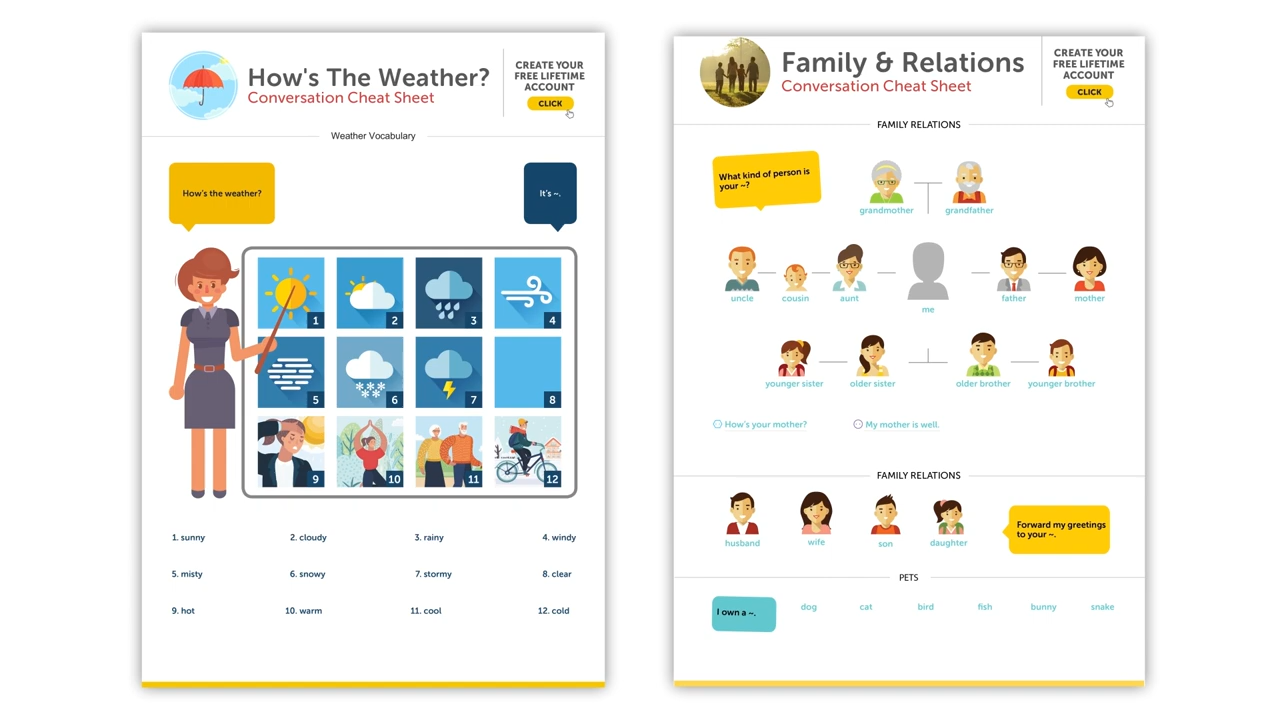 How's The Weather?
Conversation Cheat Sheet
CREATE YOUR
FREE LIFETIME
ACCOUNT
CLICK
Weather Vocabulary
How's the weather?
It's ~.
1
2
3
4
5
6
7
8
9
10
11
12
1. sunny
2. cloudy
3. rainy
4. windy
5. misty
6. snowy
7. stormy
8. clear
9. hot
10. warm
11. cool
12. cold
Family & Relations
Conversation Cheat Sheet
CREATE YOUR
FREE LIFETIME
ACCOUNT
CLICK
FAMILY RELATIONS
What kind of person is
your ~?
grandmother
grandfather
uncle
cousin
aunt
me
father
mother
younger sister
older sister
older brother
younger brother
How's your mother?
My mother is well.
FAMILY RELATIONS
husband
wife
son
daughter
Forward my greetings
to your ~.
PETS
I own a ~.
dog
cat
bird
fish
bunny
snake